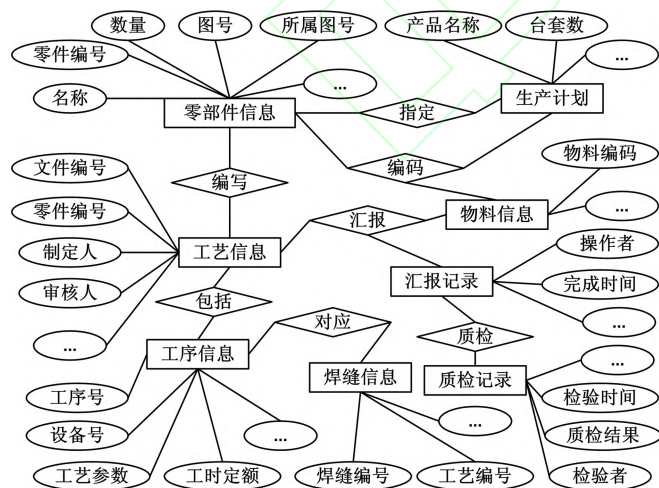 数量
图号
所属图号
产品名称
台套数
零件编号
...
...
名称
零部件信息
指定
生产计划
文件编号
编写
编码
物料编码
零件编号
汇报
物料信息
...
制定人
工艺信息
操作者
审核人
包括
汇报记录
完成时间
...
对应
质检
...
工序信息
焊缝信息
质检记录
...
工序号
检验时间
设备号
...
...
质检结果
工艺参数
工时定额
焊缝编号
工艺编号
检验者